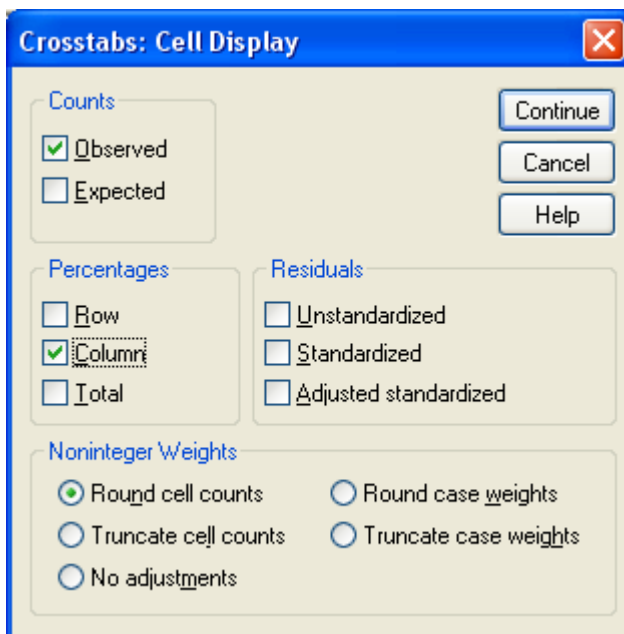 Crosstabs: Cell Display
Counts
Observed
Expected
Continue
Cancel
Help
Percentages
Row
Column
Total
Residuals
Unstandardized
Standardized
Adjusted standardized
Noninteger Weights
Round cell counts
Round case weights
Truncate cell counts
Truncate case weights
No adjustments